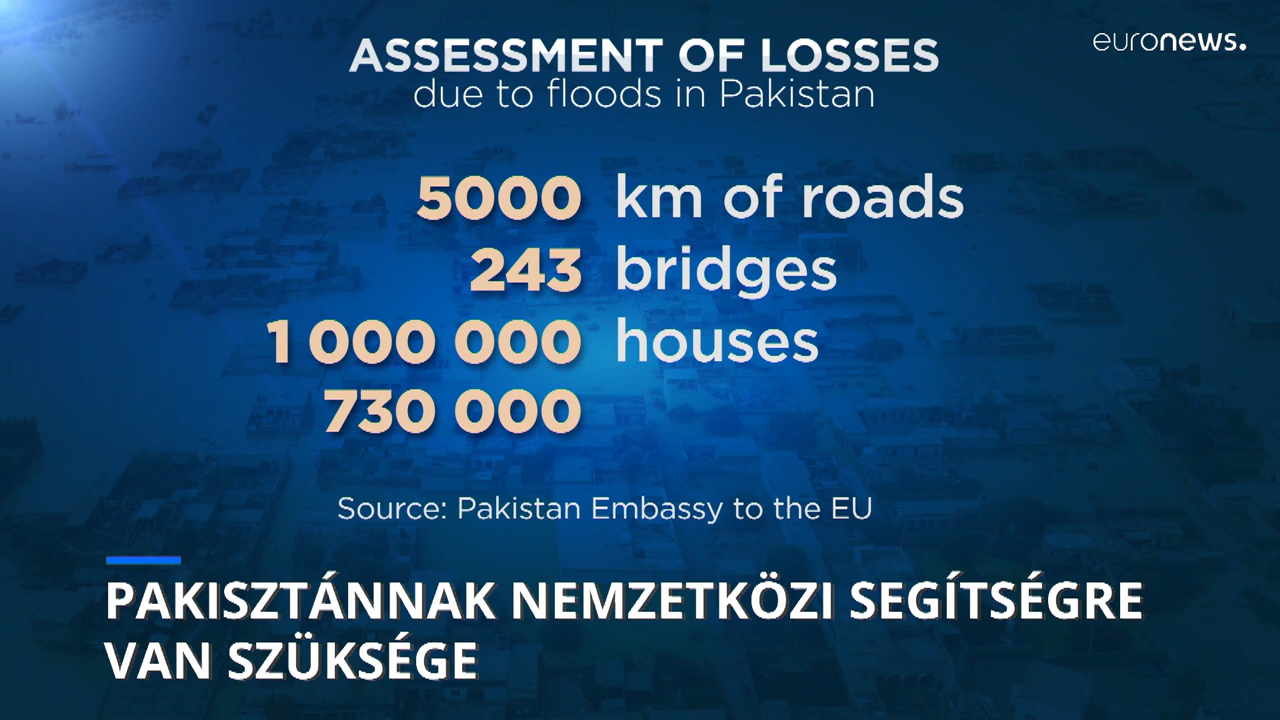 ASSESSMENT OF LOSSES
due to floods in Pakistan
euronews.
5000 km of roads
243 bridges
1 000 000 houses
730 000
Source: Pakistan Embassy to the EU
PAKISZTÁNNAK NEMZETKÖZI SEGÍTSÉGRE
VAN SZÜKSÉGE